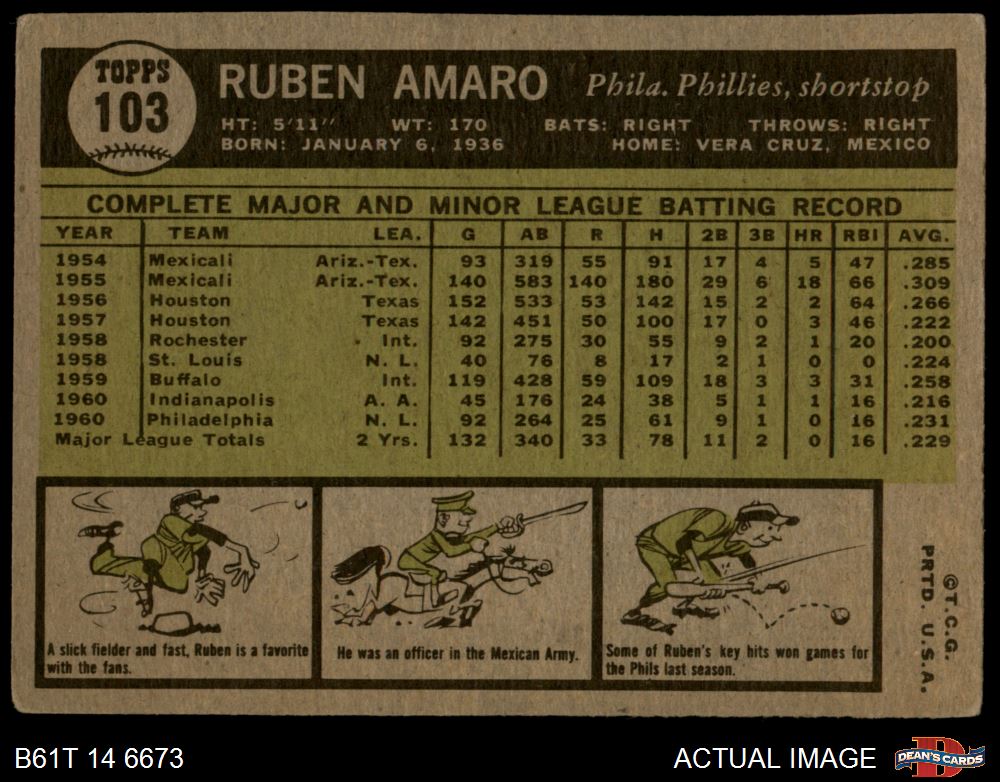 TOPPS
103
RUBEN AMARO Phila. Phillies, shortstop
HT: 5'11" WT: 170 BATS: RIGHT THROWS: RIGHT
BORN: JANUARY 6, 1936 HOME: VERA CRUZ, MEXICO
COMPLETE MAJOR AND MINOR LEAGUE BATTING RECORD
YEAR TEAM LEA. G AB R H 2B 3B HR RBI AVG.
1954 Mexicali Ariz.-Tex. 93 319 55 91 17 4 5 47 .285
1955 Mexicali Ariz.-Tex. 140 583 140 180 29 6 18 66 .309
1956 Houston Texas 152 533 53 142 15 2 2 64 .266
1957 Houston Texas 142 451 50 100 17 0 3 46 .222
1958 Rochester Int. 92 275 30 55 9 2 1 20 .200
1958 St. Louis N. L. 40 76 8 17 2 1 0 0 .224
1959 Buffalo Int. 119 428 59 109 18 3 3 31 .258
1960 Indianapolis A. A. 45 176 24 38 5 1 1 16 .216
1960 Philadelphia N. L. 92 264 25 61 9 1 0 16 .231
Major League Totals 2 Yrs. 132 340 33 78 11 2 0 16 .229
A slick fielder and fast, Ruben is a favorite
with the fans.
He was an officer in the Mexican Army.
Some of Ruben's key hits won games for
the Phils last season.
©T.C.G.
PRTD. U.S.A.
B61T 14 6673 ACTUAL IMAGE
DEAN'S CARDS